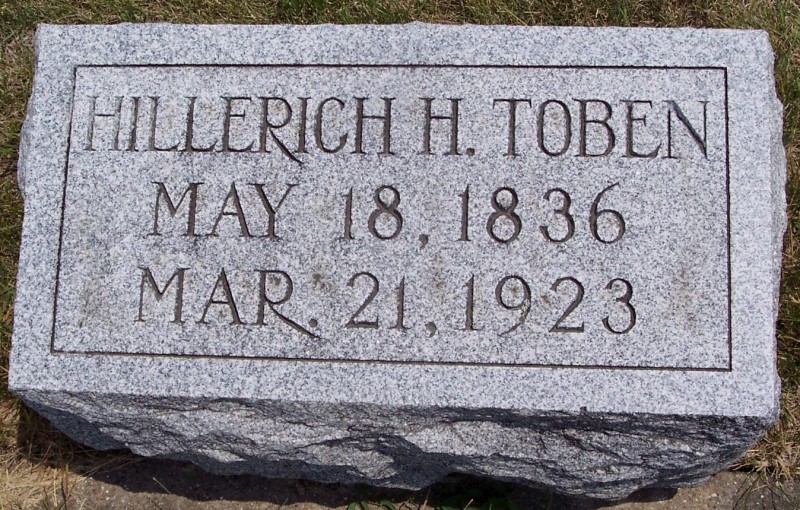 HILLERICH H. TOBEN
MAY 18, 1836
MAR. 21, 1923